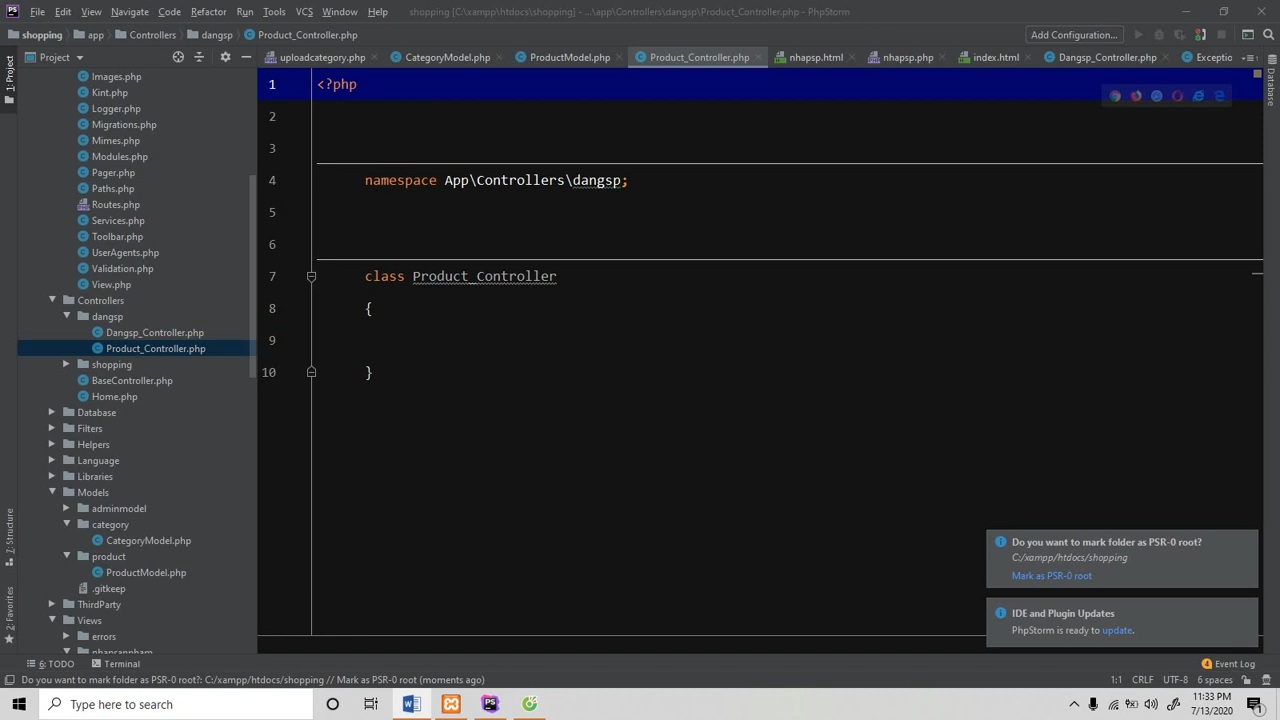 File Edit View Navigate Code Refactor Run Tools VCS Window Help shopping [C:\xampp\htdocs\shopping] - ...\app\Controllers\dangsp\Product_Controller.php - PhpStorm
shopping app Controllers dangsp Product_Controller.php Add Configuration...
Project uploadcategory.php CategoryModel.php ProductModel.php Product_Controller.php nhapsp.html nhapsp.php index.html Dangsp_Controller.php Exceptio
1: Project
7: Structure
2: Favorites
Database
Images.php
Kint.php
Logger.php
Migrations.php
Mimes.php
Modules.php
Pager.php
Paths.php
Routes.php
Services.php
Toolbar.php
UserAgents.php
Validation.php
View.php
Controllers
dangsp
Dangsp_Controller.php
Product_Controller.php
shopping
BaseController.php
Home.php
Database
Filters
Helpers
Language
Libraries
Models
adminmodel
category
CategoryModel.php
product
ProductModel.php
.gitkeep
ThirdParty
Views
errors
1 <?php
2
3
4 namespace App\Controllers\dangsp;
5
6
7 class Product_Controller
8 {
9
10 }
Do you want to mark folder as PSR-0 root?
C:/xampp/htdocs/shopping
Mark as PSR-0 root
IDE and Plugin Updates
PhpStorm is ready to update.
6: TODO Terminal 4 Event Log
Do you want to mark folder as PSR-0 root?: C:/xampp/htdocs/shopping // Mark as PSR-0 root (moments ago) 1:1 CRLF UTF-8 6 spaces
Type here to search
11:33 PM
7/13/2020
1